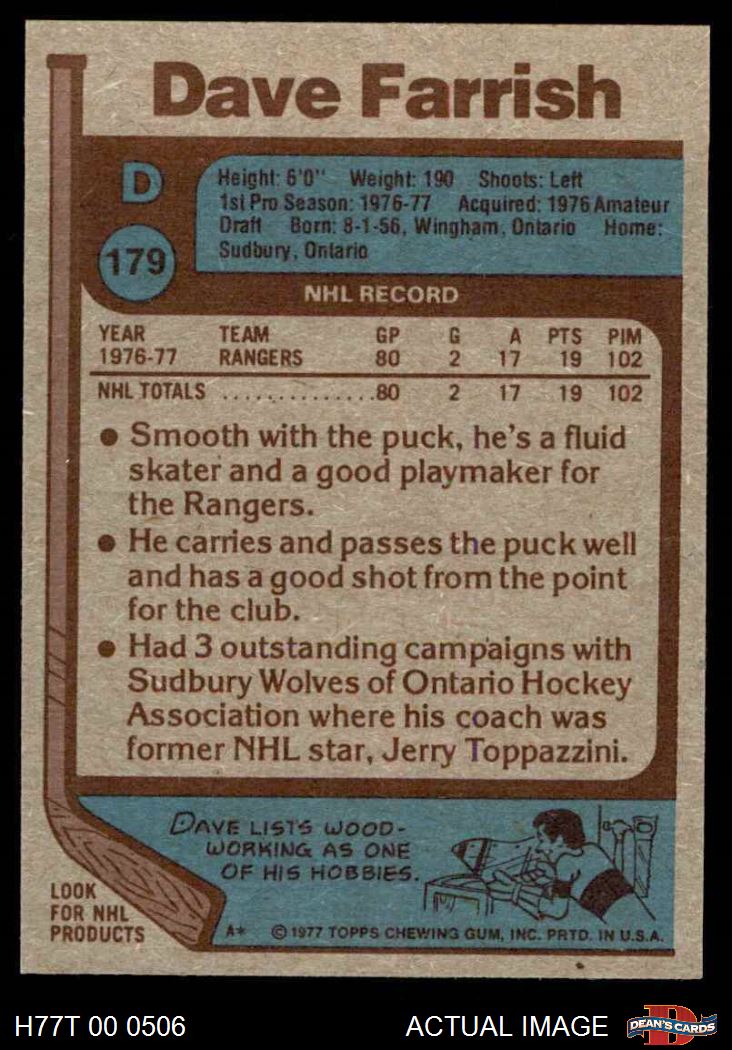 Dave Farrish
D
179
Height: 6'0" Weight: 190 Shoots: Left
1st Pro Season: 1976-77 Acquired: 1976 Amateur
Draft Born: 8-1-56, Wingham, Ontario Home:
Sudbury, Ontario
NHL RECORD
YEAR TEAM GP G A PTS PIM
1976-77 RANGERS 80 2 17 19 102
NHL TOTALS ..............80 2 17 19 102
● Smooth with the puck, he's a fluid
skater and a good playmaker for
the Rangers.
● He carries and passes the puck well
and has a good shot from the point
for the club.
● Had 3 outstanding campaigns with
Sudbury Wolves of Ontario Hockey
Association where his coach was
former NHL star, Jerry Toppazzini.
DAVE LISTS WOOD-
WORKING AS ONE
OF HIS HOBBIES.
LOOK
FOR NHL
PRODUCTS
A* © 1977 TOPPS CHEWING GUM, INC. PRTD. IN U.S.A.
H77T 00 0506 ACTUAL IMAGE
D
DEAN'S CARDS